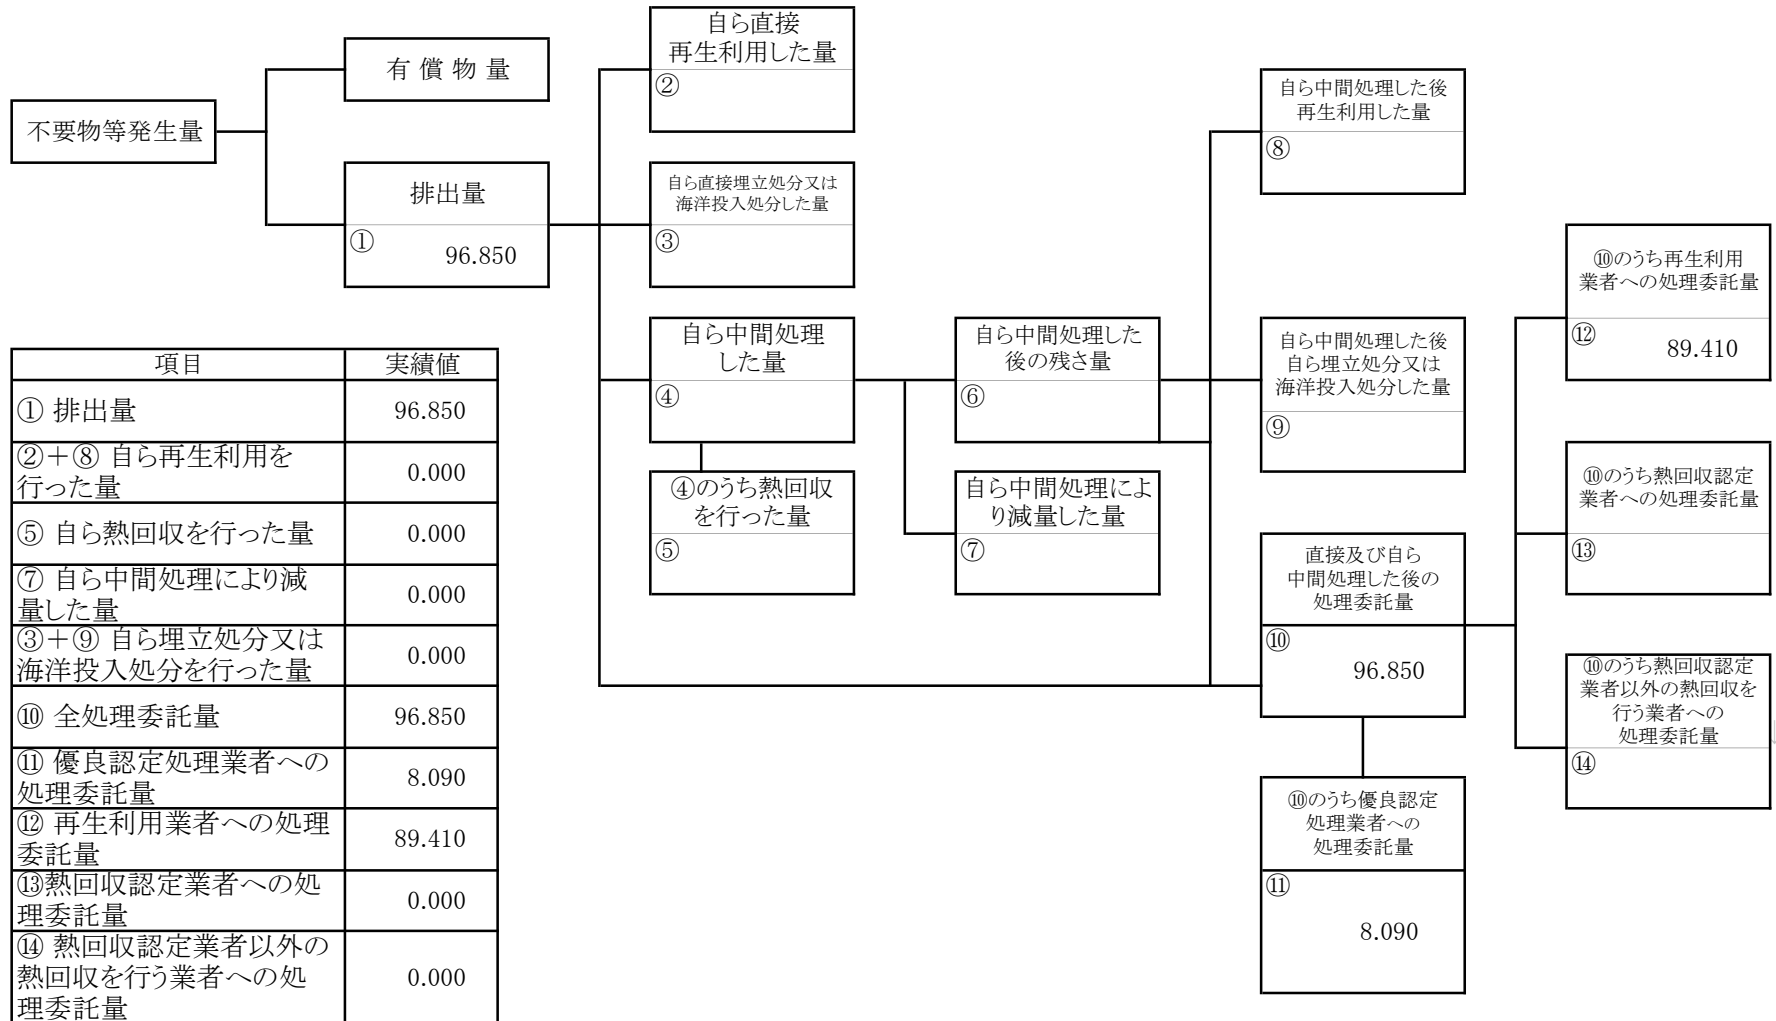 不要物等発生量
有 償 物 量
排出量
①
96.850
自ら直接
再生利用した量
②
自ら直接埋立処分又は
海洋投入処分した量
③
自ら中間処理
した量
④
④のうち熱回収
を行った量
⑤
自ら中間処理した
後の残さ量
⑥
自ら中間処理によ
り減量した量
⑦
自ら中間処理した後
再生利用した量
⑧
自ら中間処理した後
自ら埋立処分又は
海洋投入処分した量
⑨
直接及び自ら
中間処理した後の
処理委託量
⑩
96.850
⑩のうち優良認定
処理業者への
処理委託量
⑪
8.090
⑩のうち再生利用
業者への処理委託量
⑫
89.410
⑩のうち熱回収認定
業者への処理委託量
⑬
⑩のうち熱回収認定
業者以外の熱回収を
行う業者への
処理委託量
⑭
項目 実績値
① 排出量 96.850
②＋⑧ 自ら再生利用を
行った量 0.000
⑤ 自ら熱回収を行った量 0.000
⑦ 自ら中間処理により減
量した量 0.000
③＋⑨ 自ら埋立処分又は
海洋投入処分を行った量 0.000
⑩ 全処理委託量 96.850
⑪ 優良認定処理業者への
処理委託量 8.090
⑫ 再生利用業者への処理
委託量 89.410
⑬熱回収認定業者への処
理委託量 0.000
⑭ 熱回収認定業者以外の
熱回収を行う業者への処
理委託量 0.000